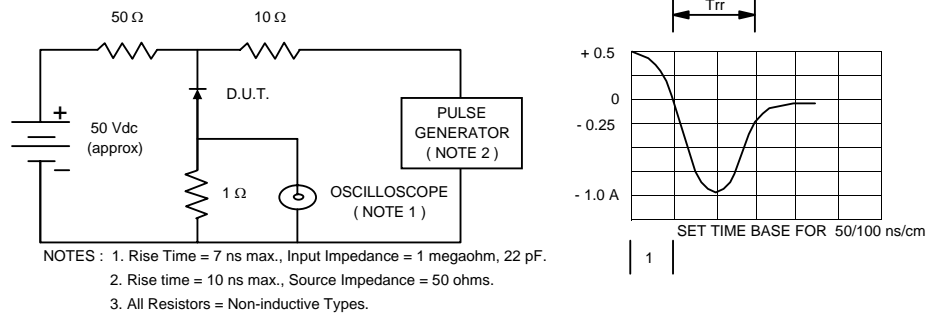 50 Ω
10 Ω
D.U.T.
+
50 Vdc
(approx)
−
1 Ω
PULSE
GENERATOR
( NOTE 2 )
OSCILLOSCOPE
( NOTE 1 )
Trr
+ 0.5
0
- 0.25
- 1.0 A
SET TIME BASE FOR 50/100 ns/cm
1
NOTES : 1. Rise Time = 7 ns max., Input Impedance = 1 megaohm, 22 pF.
2. Rise time = 10 ns max., Source Impedance = 50 ohms.
3. All Resistors = Non-inductive Types.